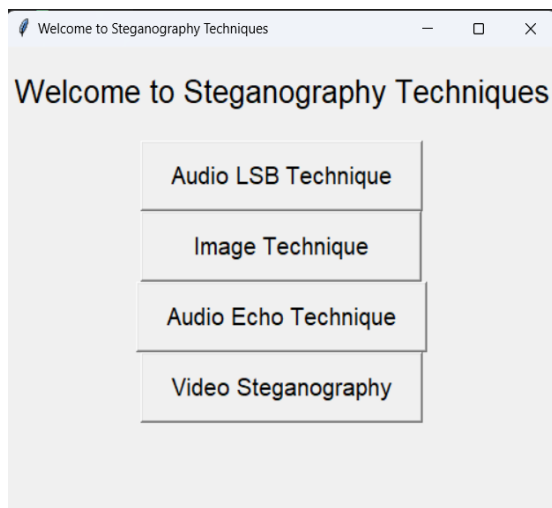 Welcome to Steganography Techniques
Welcome to Steganography Techniques
Audio LSB Technique
Image Technique
Audio Echo Technique
Video Steganography